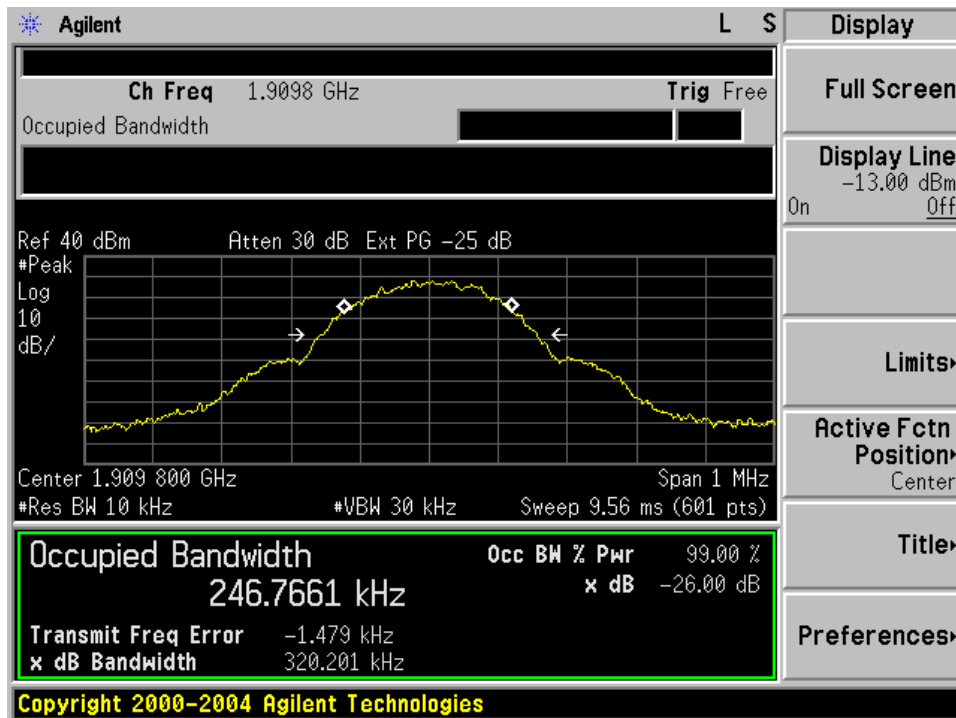 Agilent L S
Ch Freq 1.9098 GHz Trig Free
Occupied Bandwidth
Ref 40 dBm Atten 30 dB Ext PG -25 dB
#Peak
Log
10
dB/
Center 1.909 800 GHz Span 1 MHz
#Res BW 10 kHz #VBW 30 kHz Sweep 9.56 ms (601 pts)
Occupied Bandwidth Occ BW % Pwr 99.00 %
246.7661 kHz x dB -26.00 dB
Transmit Freq Error -1.479 kHz
x dB Bandwidth 320.201 kHz
Copyright 2000-2004 Agilent Technologies
Display
Full Screen
Display Line
-13.00 dBm
On Off
Limits
Active Fctn
Position
Center
Title
Preferences